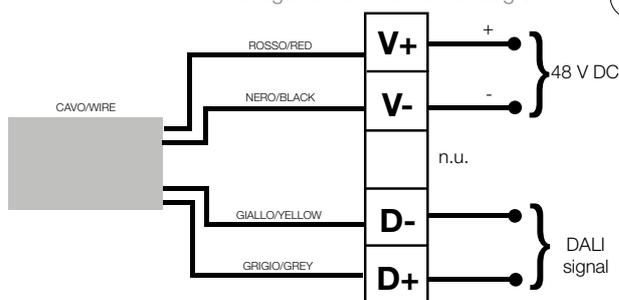 ROSSO/RED
V+
+
48 V DC
NERO/BLACK
V-
-
CAVO/WIRE
n.u.
GIALLO/YELLOW
D-
DALI
signal
GRIGIO/GREY
D+